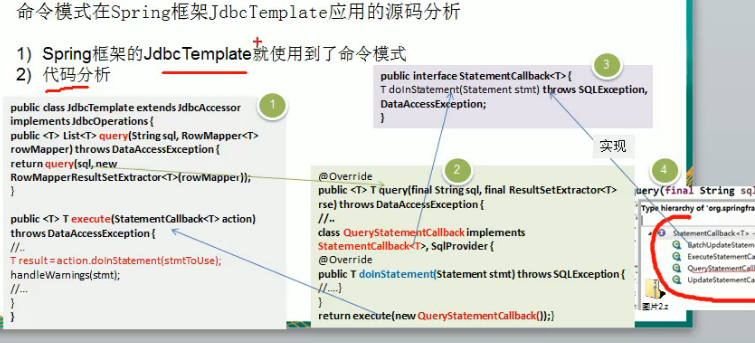 命令模式在Spring框架JdbcTemplate应用的源码分析
1) Spring框架的JdbcTemplate就使用到了命令模式
2) 代码分析
1
public class JdbcTemplate extends JdbcAccessor
implements JdbcOperations {
public <T> List<T> query(String sql, RowMapper<T>
rowMapper) throws DataAccessException {
return query(sql, new
RowMapperResultSetExtractor<T>(rowMapper));
}
public <T> T execute(StatementCallback<T> action)
throws DataAccessException {
//..
T result = action.doInStatement(stmtToUse);
handleWarnings(stmt);
//...
}
}
3
public interface StatementCallback<T> {
T doInStatement(Statement stmt) throws SQLException,
DataAccessException;
}
实现
2
@Override
public <T> T query(final String sql, final ResultSetExtractor<T>
rse) throws DataAccessException {
//..
class QueryStatementCallback implements
StatementCallback<T>, SqlProvider {
@Override
public T doInStatement(Statement stmt) throws SQLException {
//....}
}
return execute(new QueryStatementCallback());}
4
uery(final String sql
Type hierarchy of 'org.springfra
StatementCallback<T> -
BatchUpdateStatem
ExecuteStatementCa
QueryStatementCall
UpdateStatementCa
图片2.z